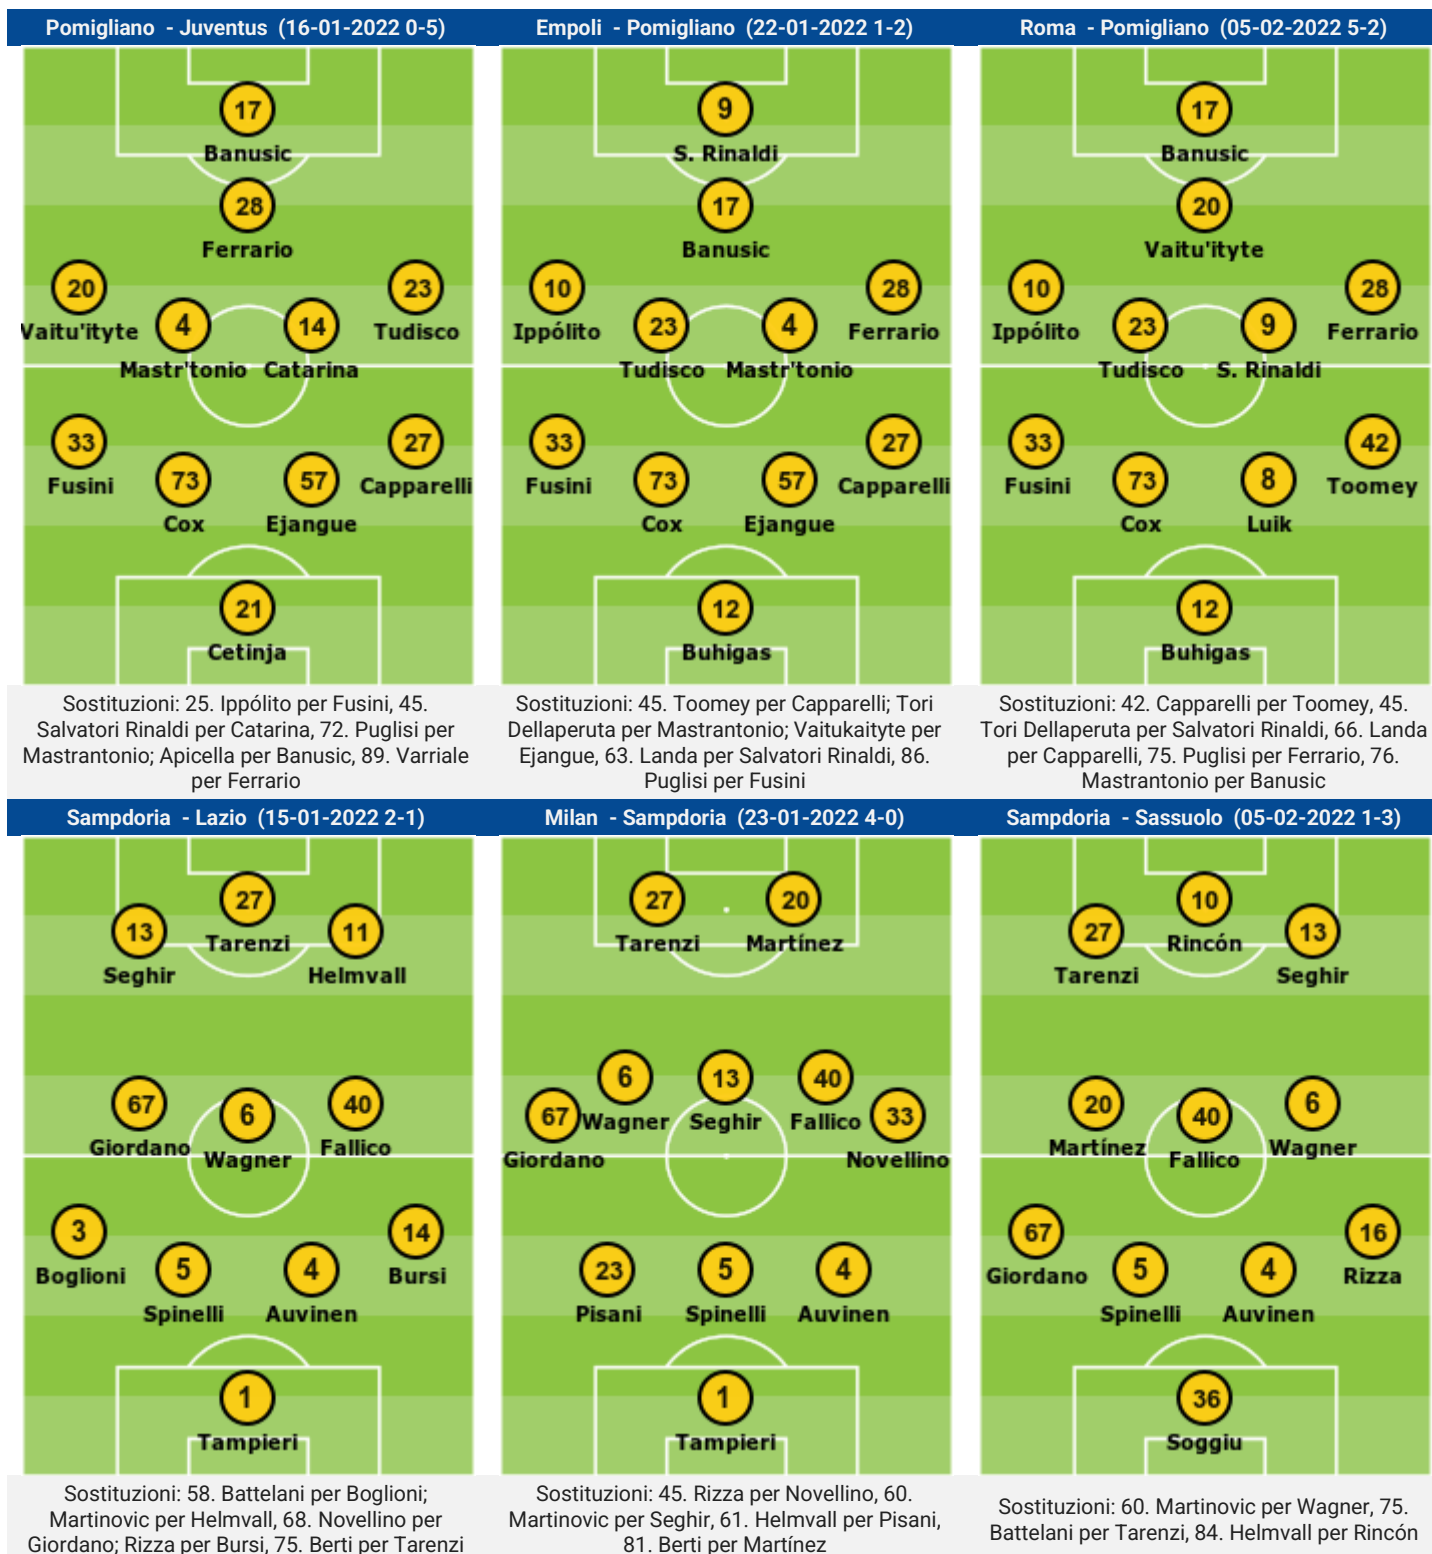 Pomigliano - Juventus (16-01-2022 0-5)
17
Banusic
28
Ferrario
20
23
Vaitu'ityte
4
14
Tudisco
Mastr'tonio
Catarina
33
27
Fusini
73
57
Capparelli
Cox
Ejangue
21
Cetinja
Sostituzioni: 25. Ippólito per Fusini, 45.
Salvatori Rinaldi per Catarina, 72. Puglisi per
Mastrantonio; Apicella per Banusic, 89. Varriale
per Ferrario
Empoli - Pomigliano (22-01-2022 1-2)
9
S. Rinaldi
17
Banusic
10
28
Ippólito
23
4
Ferrario
Tudisco
Mastr'tonio
33
27
Fusini
73
57
Capparelli
Cox
Ejangue
12
Buhigas
Sostituzioni: 45. Toomey per Capparelli; Tori
Dellaperuta per Mastrantonio; Vaitukaityte per
Ejangue, 63. Landa per Salvatori Rinaldi, 86.
Puglisi per Fusini
Roma - Pomigliano (05-02-2022 5-2)
17
Banusic
20
Vaitu'ityte
10
28
Ippólito
23
9
Ferrario
Tudisco
S. Rinaldi
33
42
Fusini
73
8
Toomey
Cox
Luik
12
Buhigas
Sostituzioni: 42. Capparelli per Toomey, 45.
Tori Dellaperuta per Salvatori Rinaldi, 66. Landa
per Capparelli, 75. Puglisi per Ferrario, 76.
Mastrantonio per Banusic
Sampdoria - Lazio (15-01-2022 2-1)
27
13
11
Tarenzi
Seghir
Helmvall
67
6
40
Giordano
Fallico
Wagner
3
14
Boglioni
5
4
Bursi
Spinelli
Auvinen
1
Tampieri
Sostituzioni: 58. Battelani per Boglioni;
Martinovic per Helmvall, 68. Novellino per
Giordano; Rizza per Bursi, 75. Berti per Tarenzi
Milan - Sampdoria (23-01-2022 4-0)
27
20
Tarenzi
Martínez
6
13
40
67
33
Wagner
Seghir
Fallico
Giordano
Novellino
23
5
4
Pisani
Spinelli
Auvinen
1
Tampieri
Sostituzioni: 45. Rizza per Novellino, 60.
Martinovic per Seghir, 61. Helmvall per Pisani,
81. Berti per Martínez
Sampdoria - Sassuolo (05-02-2022 1-3)
10
27
13
Rincón
Tarenzi
Seghir
20
40
6
Martínez
Wagner
Fallico
67
16
Giordano
5
4
Rizza
Spinelli
Auvinen
36
Soggiu
Sostituzioni: 60. Martinovic per Wagner, 75.
Battelani per Tarenzi, 84. Helmvall per Rincón